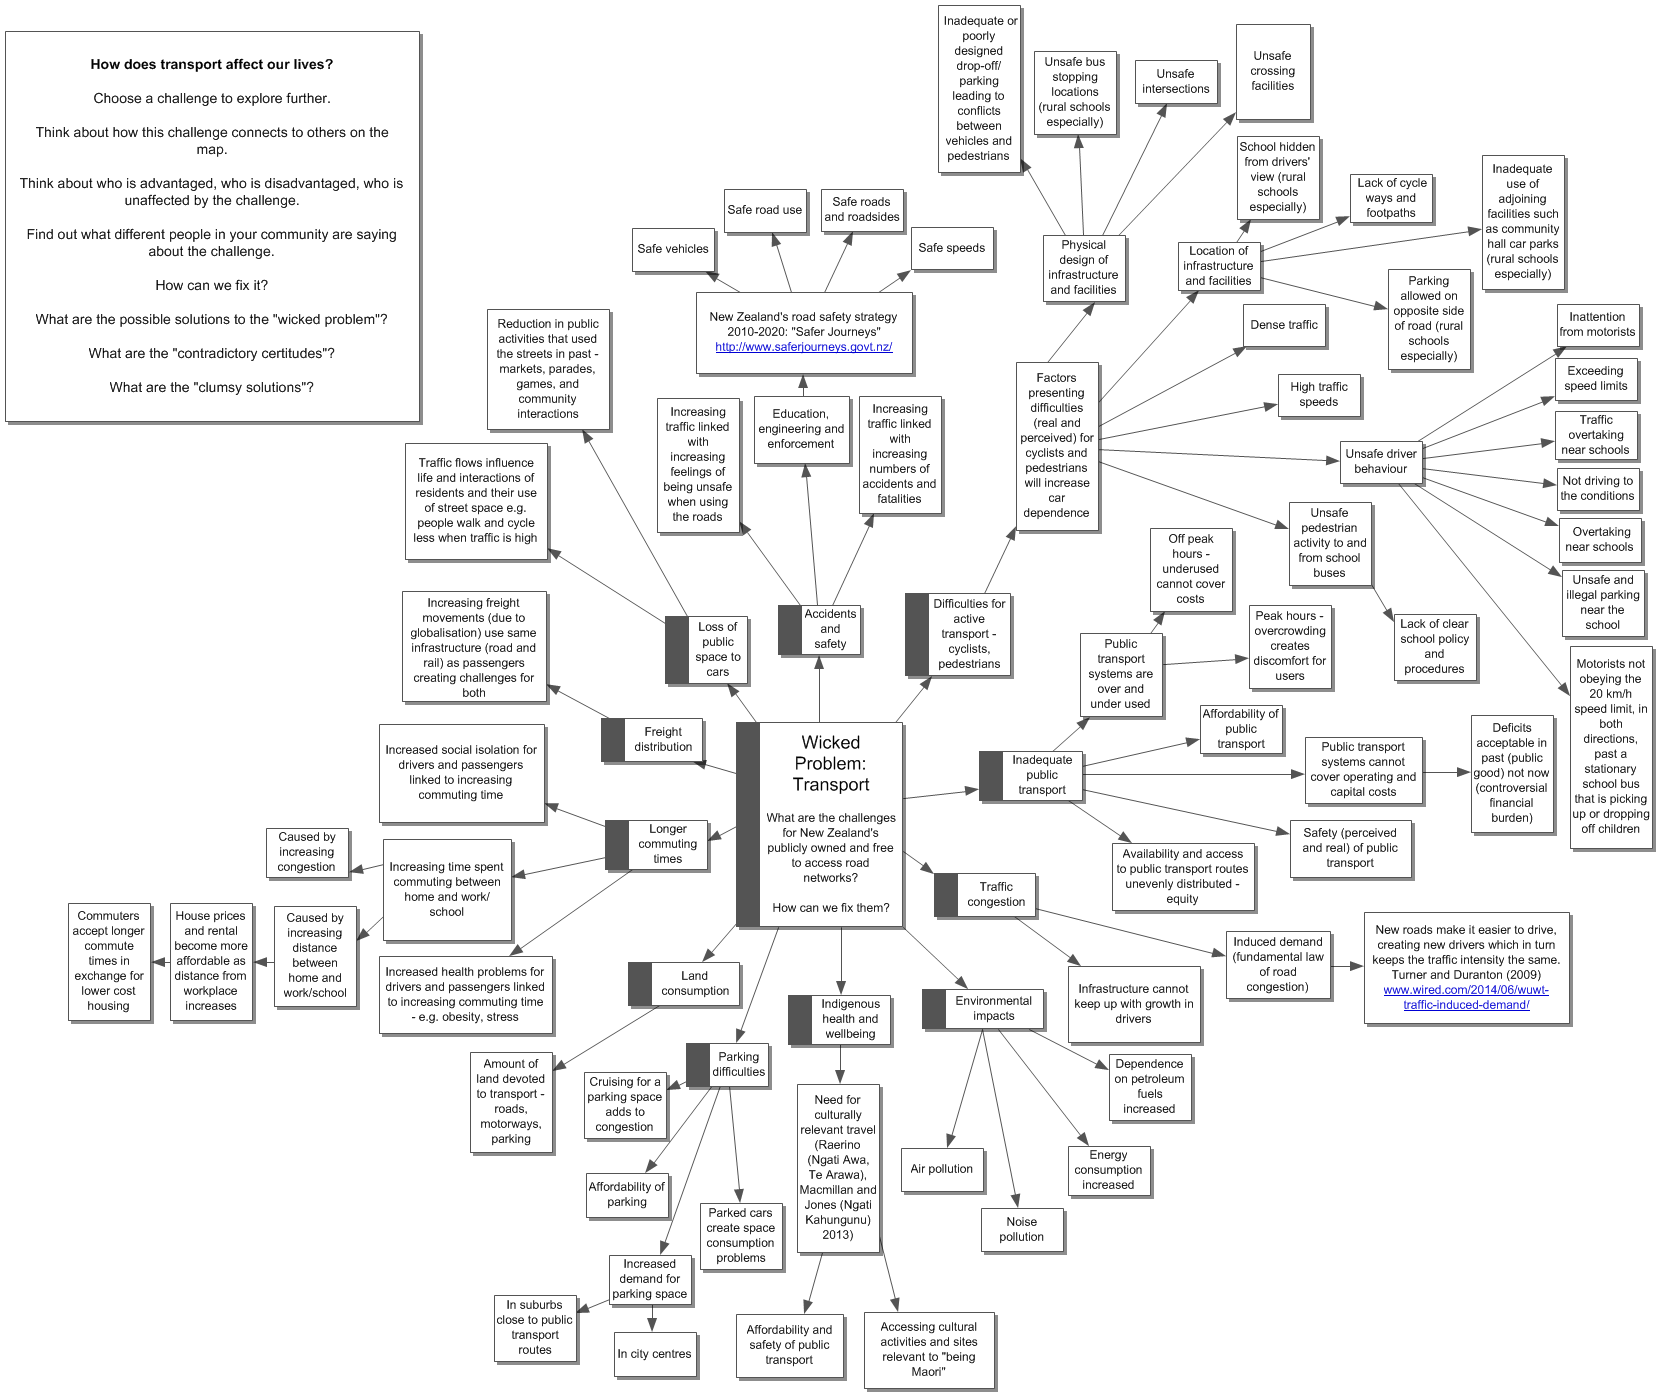 How does transport affect our lives?
Choose a challenge to explore further.
Think about how this challenge connects to others on the
map.
Think about who is advantaged, who is disadvantaged, who is
unaffected by the challenge.
Find out what different people in your community are saying
about the challenge.
How can we fix it?
What are the possible solutions to the "wicked problem"?
What are the "contradictory certitudes"?
What are the "clumsy solutions"?
Inadequate or
poorly
designed
drop-off/
parking
leading to
conflicts
between
vehicles and
pedestrians
Unsafe bus
stopping
locations
(rural schools
especially)
Unsafe
intersections
Unsafe
crossing
facilities
School hidden
from drivers'
view (rural
schools
especially)
Lack of cycle
ways and
footpaths
Inadequate
use of
adjoining
facilities such
as community
hall car parks
(rural schools
especially)
Safe vehicles
Safe road use
Safe roads
and roadsides
Safe speeds
Physical
design of
infrastructure
and facilities
Location of
infrastructure
and facilities
Parking
allowed on
opposite side
of road (rural
schools
especially)
New Zealand's road safety strategy
2010-2020: "Safer Journeys"
http://www.saferjourneys.govt.nz/
Reduction in public
activities that used
the streets in past -
markets, parades,
games, and
community
interactions
Dense traffic
High traffic
speeds
Inattention
from motorists
Exceeding
speed limits
Traffic
overtaking
near schools
Not driving to
the conditions
Overtaking
near schools
Unsafe and
illegal parking
near the
school
Motorists not
obeying the
20 km/h
speed limit, in
both
directions,
past a
stationary
school bus
that is picking
up or dropping
off children
Unsafe driver
behaviour
Factors
presenting
difficulties
(real and
perceived) for
cyclists and
pedestrians
will increase
car
dependence
Increasing
traffic linked
with
increasing
feelings of
being unsafe
when using
the roads
Education,
engineering and
enforcement
Increasing
traffic linked
with
increasing
numbers of
accidents and
fatalities
Traffic flows influence
life and interactions of
residents and their use
of street space e.g.
people walk and cycle
less when traffic is high
Unsafe
pedestrian
activity to and
from school
buses
Lack of clear
school policy
and
procedures
Off peak
hours -
underused
cannot cover
costs
Peak hours -
overcrowding
creates
discomfort for
users
Public
transport
systems are
over and
under used
Increasing freight
movements (due to
globalisation) use same
infrastructure (road and
rail) as passengers
creating challenges for
both
Loss of
public
space to
cars
Accidents
and
safety
Difficulties for
active
transport -
cyclists,
pedestrians
Freight
distribution
Wicked
Problem:
Transport
What are the challenges
for New Zealand's
publicly owned and free
to access road
networks?
How can we fix them?
Inadequate
public
transport
Affordability of
public
transport
Public transport
systems cannot
cover operating and
capital costs
Deficits
acceptable in
past (public
good) not now
(controversial
financial
burden)
Safety (perceived
and real) of public
transport
Availability and access
to public transport routes
unevenly distributed -
equity
Increased social isolation for
drivers and passengers
linked to increasing
commuting time
Longer
commuting
times
Caused by
increasing
congestion
Increasing time spent
commuting between
home and work/
school
Commuters
accept longer
commute
times in
exchange for
lower cost
housing
House prices
and rental
become more
affordable as
distance from
workplace
increases
Caused by
increasing
distance
between
home and
work/school
Increased health problems for
drivers and passengers linked
to increasing commuting time
- e.g. obesity, stress
Traffic
congestion
Induced demand
(fundamental law
of road
congestion)
New roads make it easier to drive,
creating new drivers which in turn
keeps the traffic intensity the same.
Turner and Duranton (2009)
www.wired.com/2014/06/wuwt-
traffic-induced-demand/
Infrastructure cannot
keep up with growth in
drivers
Land
consumption
Indigenous
health and
wellbeing
Environmental
impacts
Amount of
land devoted
to transport -
roads,
motorways,
parking
Parking
difficulties
Cruising for a
parking space
adds to
congestion
Affordability of
parking
Parked cars
create space
consumption
problems
Increased
demand for
parking space
In suburbs
close to public
transport
routes
In city centres
Need for
culturally
relevant travel
(Raerino
(Ngati Awa,
Te Arawa),
Macmillan and
Jones (Ngati
Kahungunu)
2013)
Affordability and
safety of public
transport
Accessing cultural
activities and sites
relevant to "being
Maori"
Air pollution
Noise
pollution
Energy
consumption
increased
Dependence
on petroleum
fuels
increased